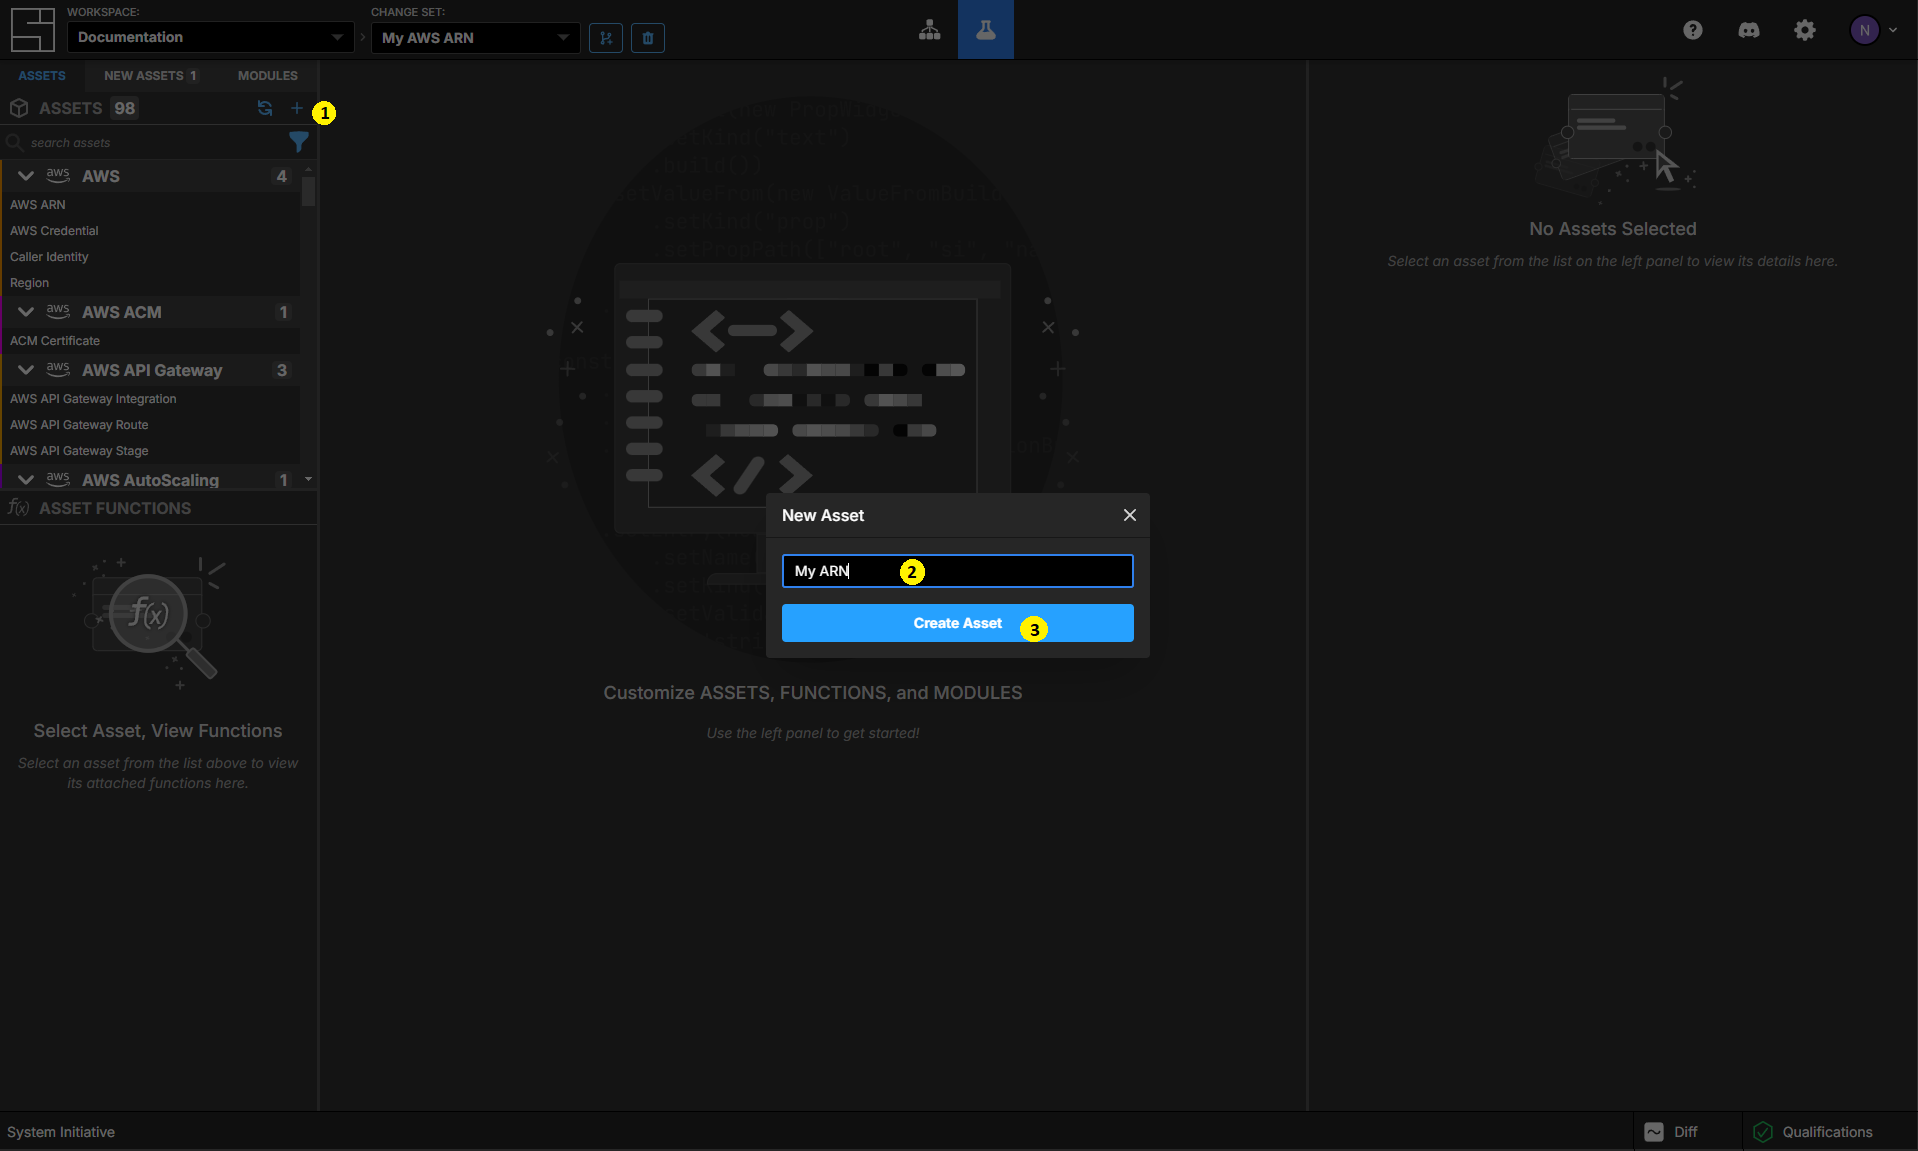 WORKSPACE:
Documentation
CHANGE SET:
My AWS ARN
N
ASSETS
NEW ASSETS 1
MODULES
ASSETS 98
1
search assets
aws AWS 4
AWS ARN
AWS Credential
Caller Identity
Region
aws AWS ACM 1
ACM Certificate
aws AWS API Gateway 3
AWS API Gateway Integration
AWS API Gateway Route
AWS API Gateway Stage
aws AWS AutoScaling 1
f(x) ASSET FUNCTIONS
f(x)
Select Asset, View Functions
Select an asset from the list above to view
its attached functions here.
.setKind("text")
.build())
.setKind("prop")
New Asset
My ARN
2
Create Asset
3
Customize ASSETS, FUNCTIONS, and MODULES
Use the left panel to get started!
No Assets Selected
Select an asset from the list on the left panel to view its details here.
System Initiative
Diff
Qualifications